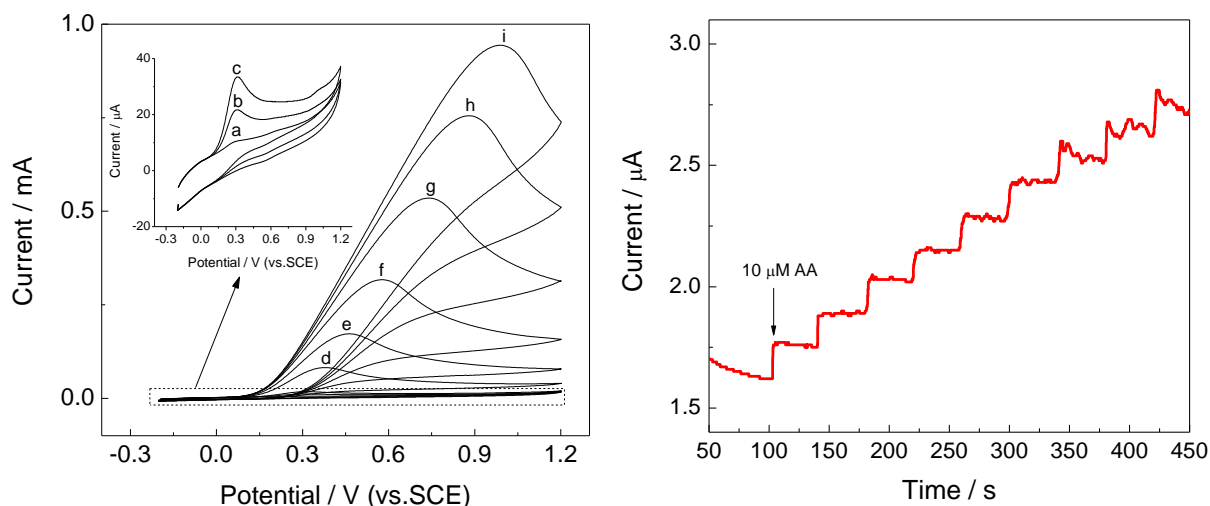 1.0
0.5
0.0
Current / mA
-0.3 0.0 0.3 0.6 0.9 1.2
Potential / V (vs.SCE)
i
h
g
f
e
d
40
20
0
-20
Current / μA
-0.3 0.0 0.3 0.6 0.9 1.2
Potential / V (vs.SCE)
c
b
a
3.0
2.5
2.0
1.5
Current / μA
10 μM AA
50 100 150 200 250 300 350 400 450
Time / s